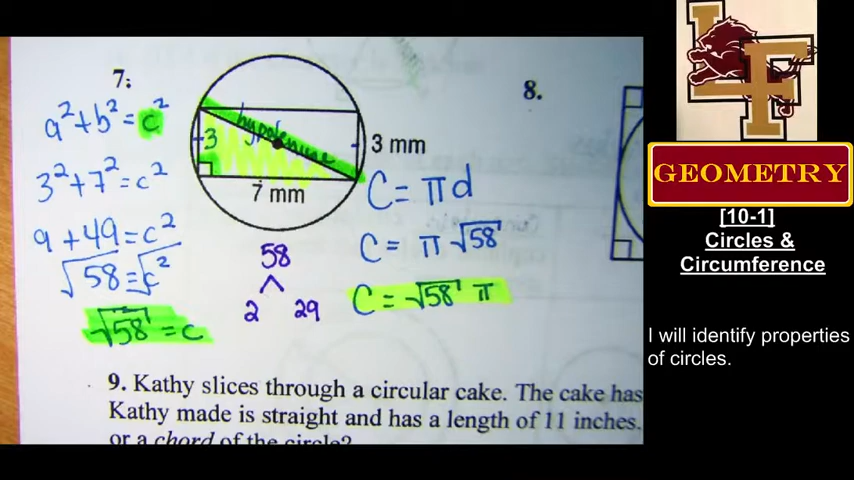 7.
a² + b² = c²
3² + 7² = c²
9 + 49 = c²
√58 = √c²
√58 = c
hypotenuse
3
3 mm
7 mm
58
2 29
C = πd
C = π √58
C = √58 π
8.
9. Kathy slices through a circular cake. The cake has
Kathy made is straight and has a length of 11 inches.
or a chord of the circle?
LF
GEOMETRY
[10-1]
Circles &
Circumference
I will identify properties
of circles.